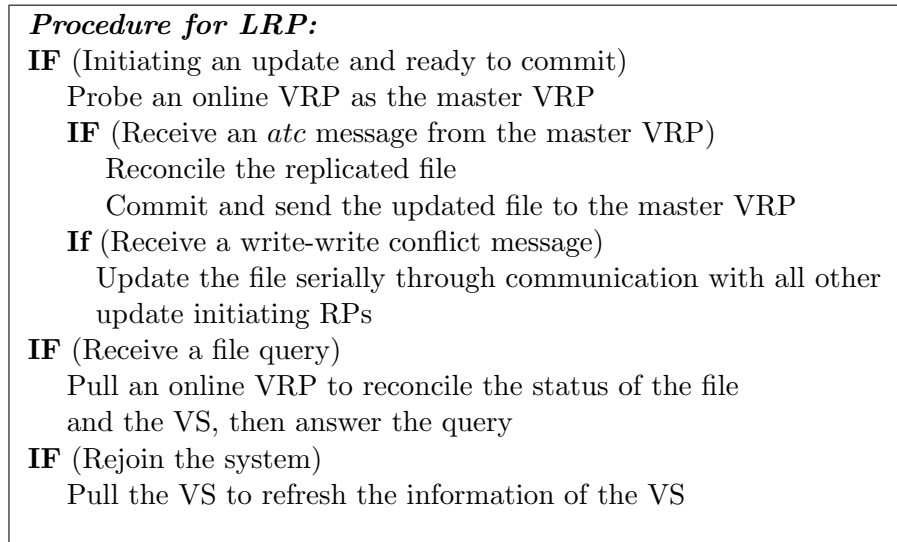 Procedure for LRP:
IF (Initiating an update and ready to commit)
Probe an online VRP as the master VRP
IF (Receive an atc message from the master VRP)
Reconcile the replicated file
Commit and send the updated file to the master VRP
If (Receive a write-write conflict message)
Update the file serially through communication with all other
update initiating RPs
IF (Receive a file query)
Pull an online VRP to reconcile the status of the file
and the VS, then answer the query
IF (Rejoin the system)
Pull the VS to refresh the information of the VS